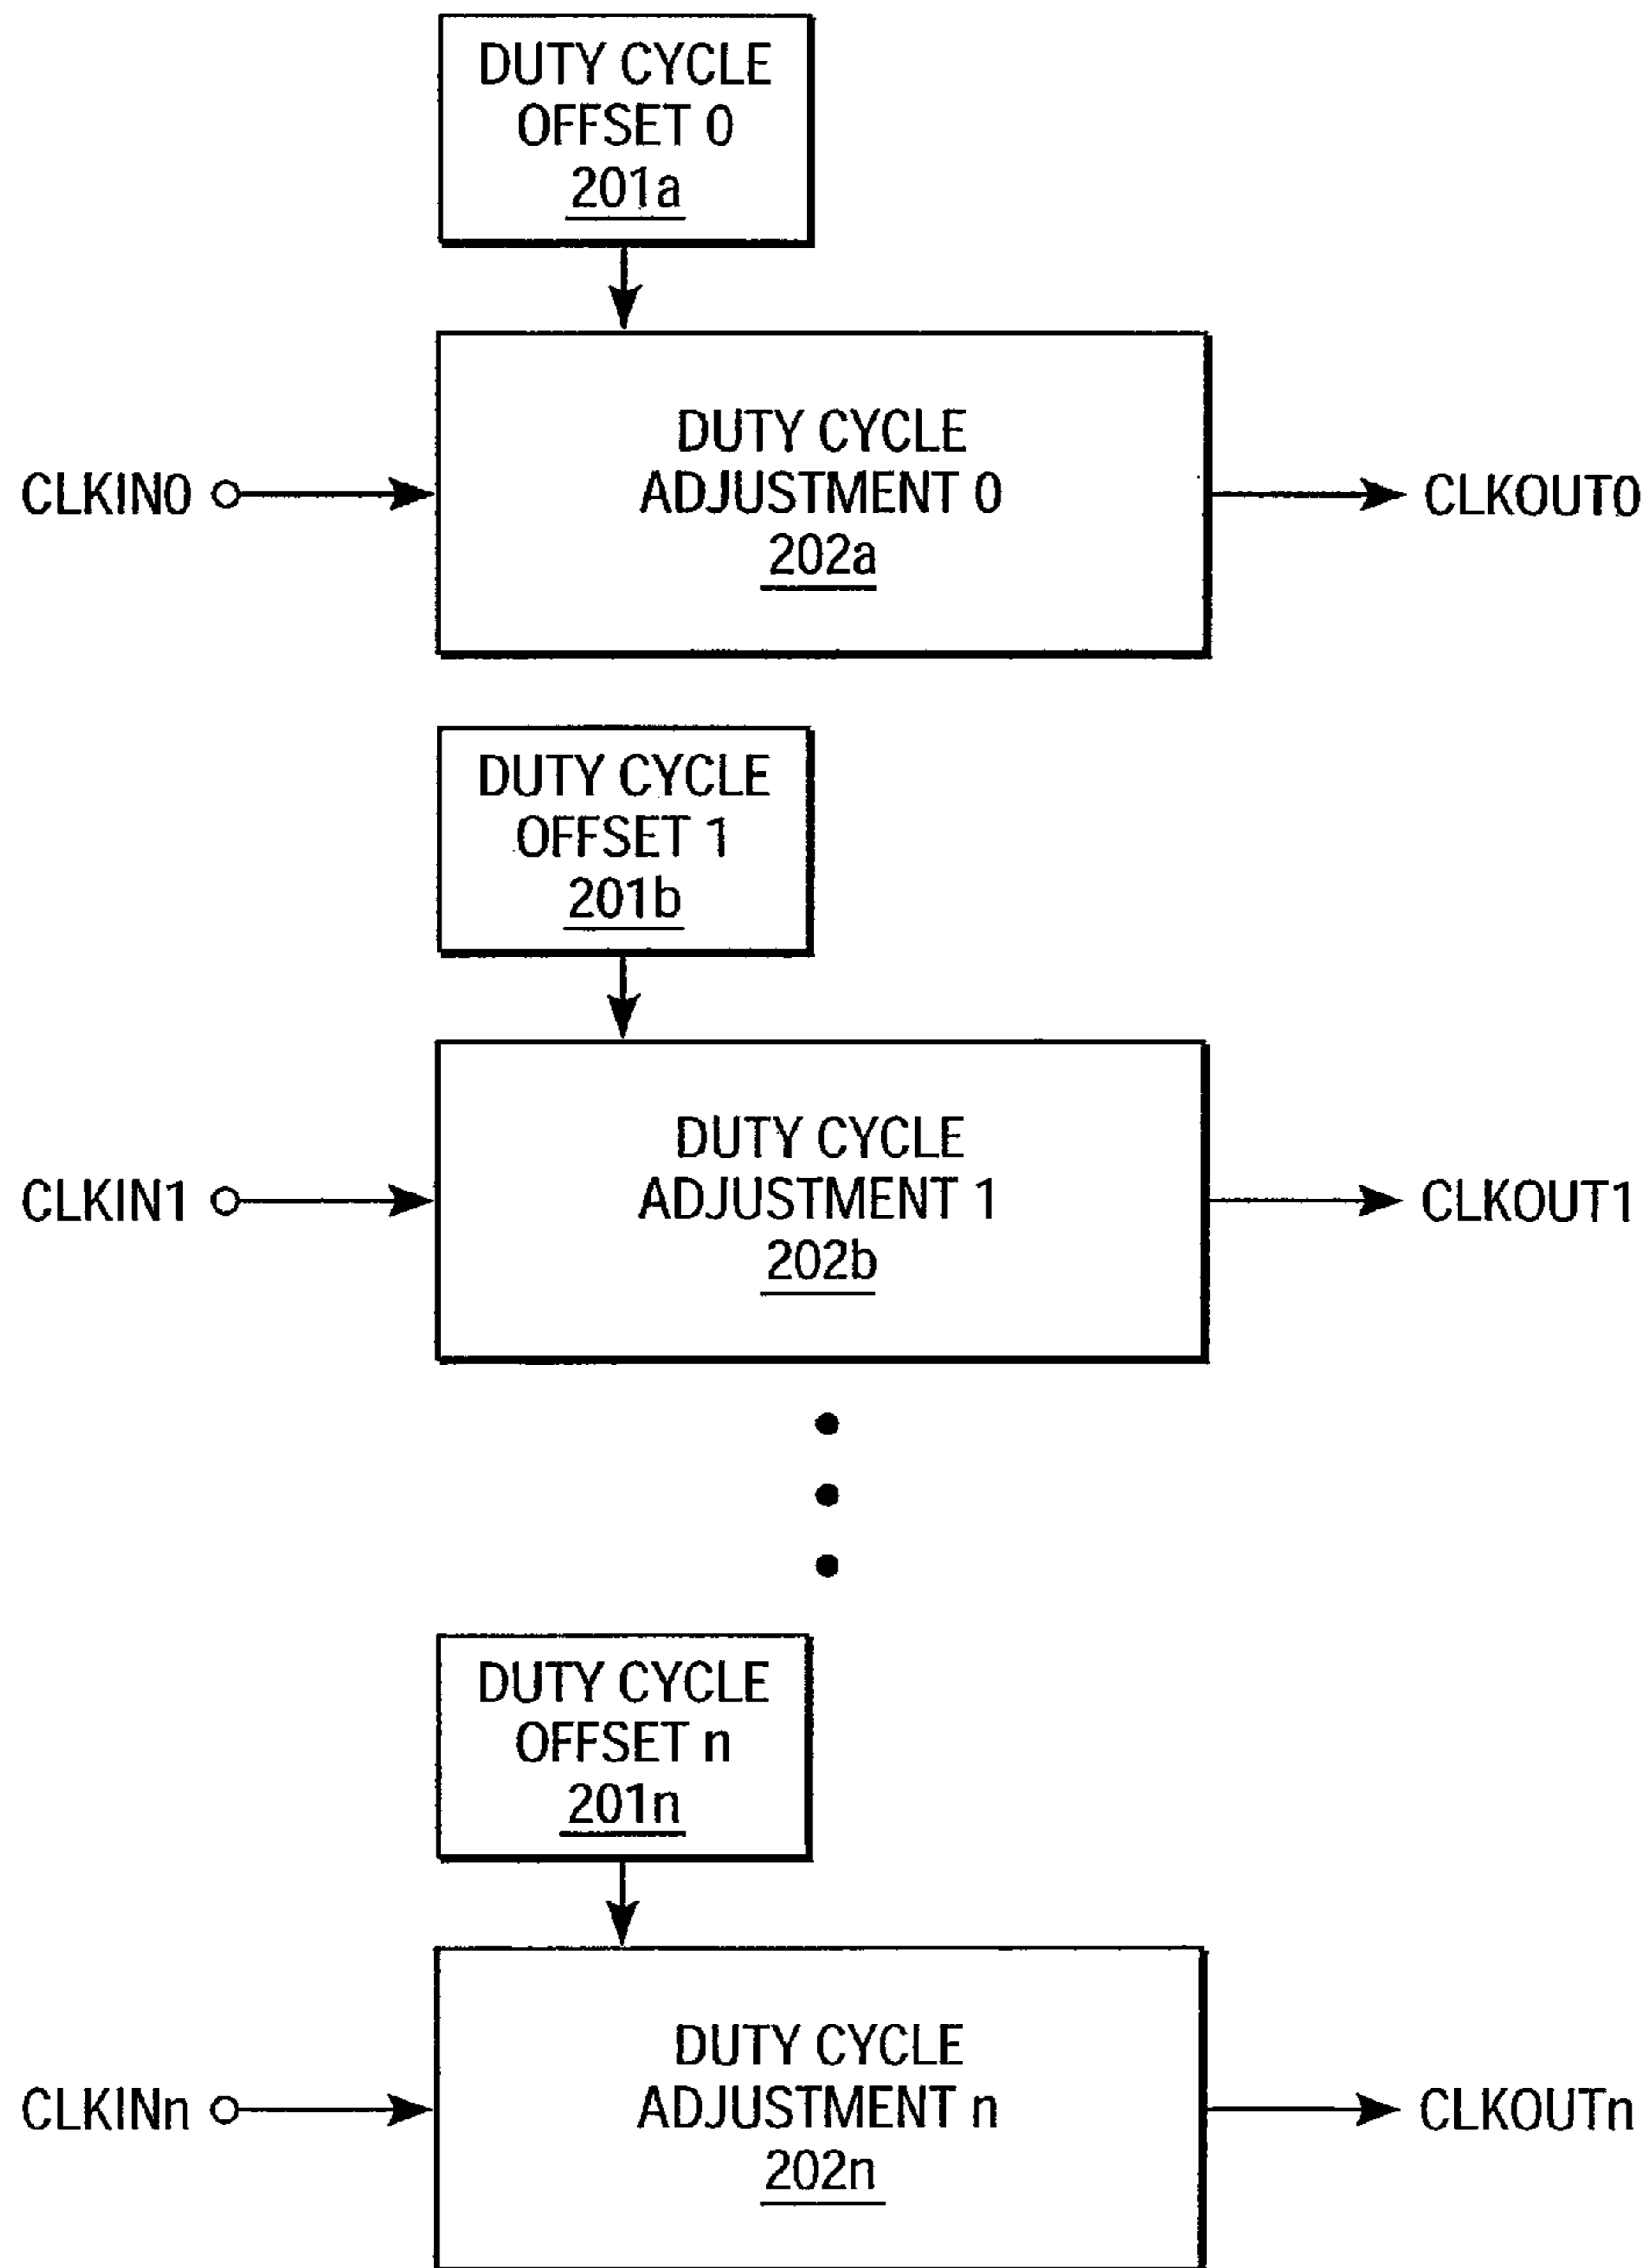 DUTY CYCLE
OFFSET 0
201a
DUTY CYCLE
ADJUSTMENT 0
202a
CLKIN0
CLKOUT0
DUTY CYCLE
OFFSET 1
201b
DUTY CYCLE
ADJUSTMENT 1
202b
CLKIN1
CLKOUT1
DUTY CYCLE
OFFSET n
201n
DUTY CYCLE
ADJUSTMENT n
202n
CLKINn
CLKOUTn